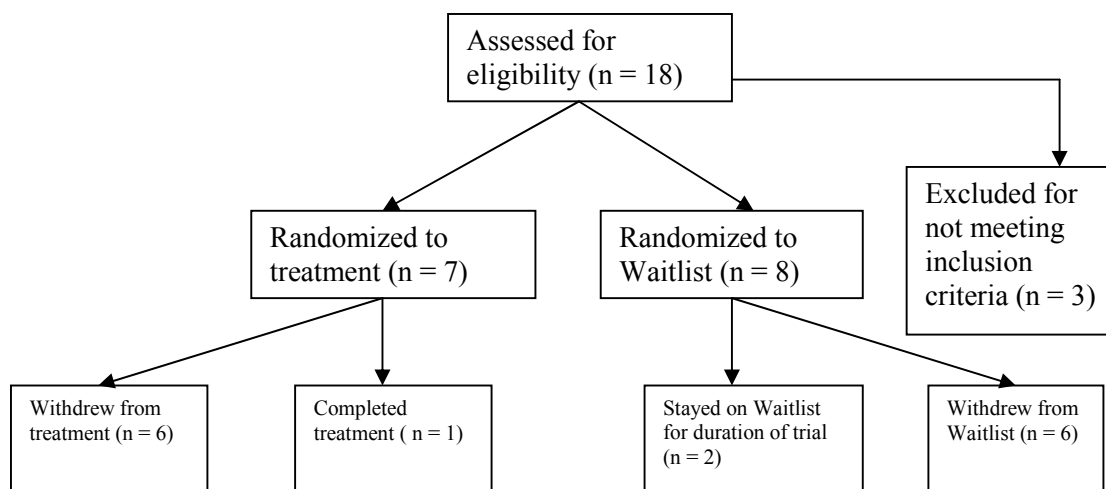 Assessed for
eligibility (n = 18)
Excluded for
not meeting
inclusion
criteria (n = 3)
Randomized to
treatment (n = 7)
Randomized to
Waitlist (n = 8)
Withdrew from
treatment (n = 6)
Completed
treatment ( n = 1)
Stayed on Waitlist
for duration of trial
(n = 2)
Withdrew from
Waitlist (n = 6)